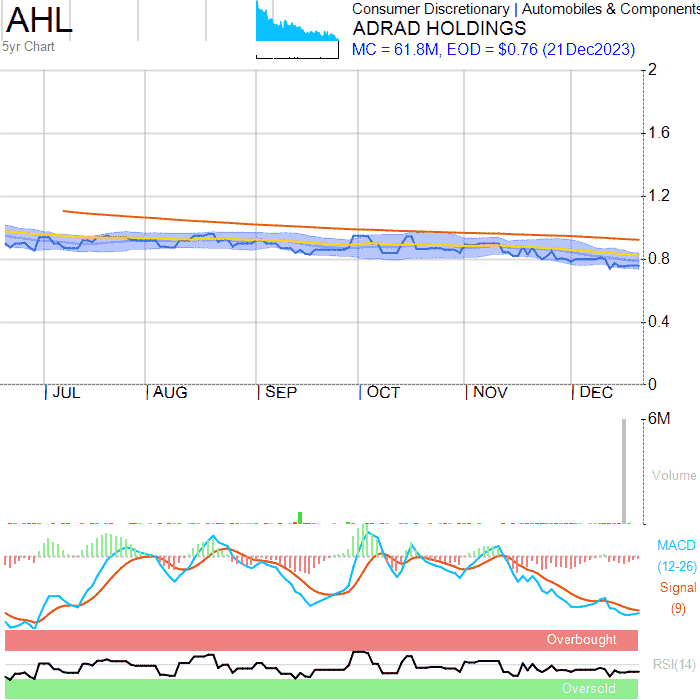 AHL
5yr Chart
Consumer Discretionary | Automobiles & Components
ADRAD HOLDINGS
MC = 61.8M, EOD = $0.76 (21Dec2023)
2
1.6
1.2
0.8
0.4
0
JUL
AUG
SEP
OCT
NOV
DEC
6M
Volume
MACD
(12-26)
Signal
(9)
Overbought
RSI(14)
Oversold